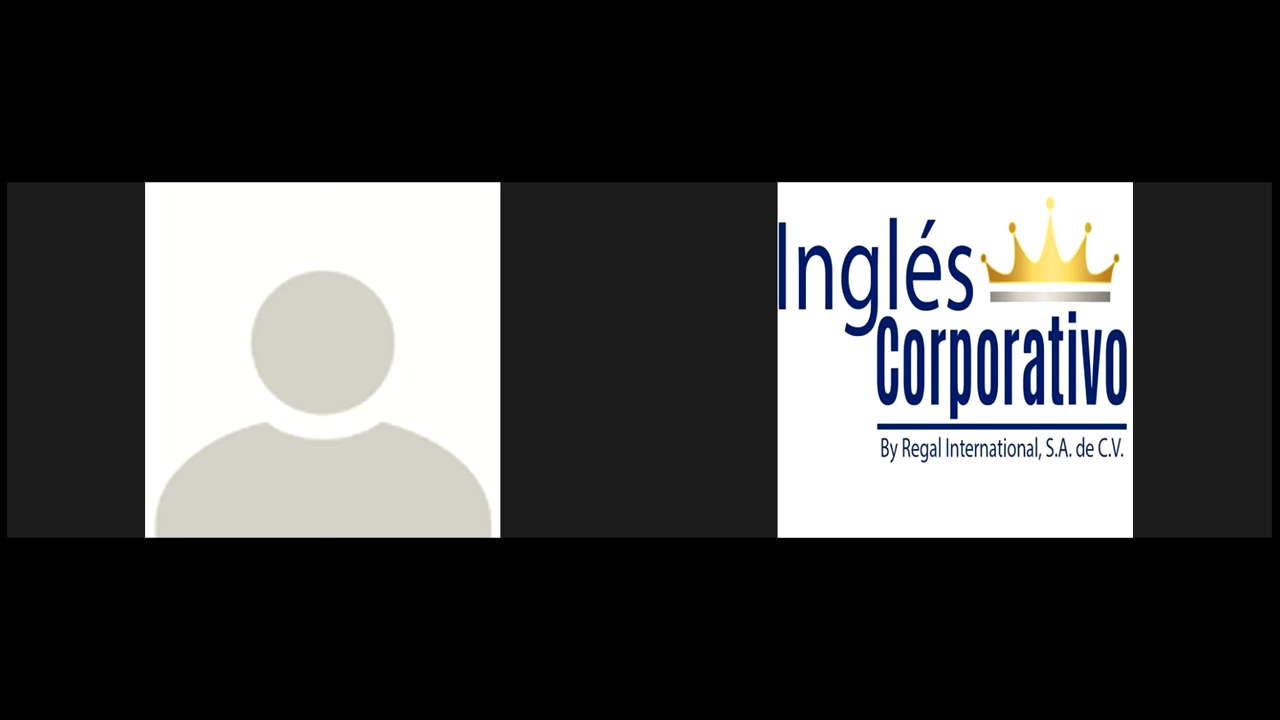 Inglés
Corporativo
By Regal International, S.A. de C.V.